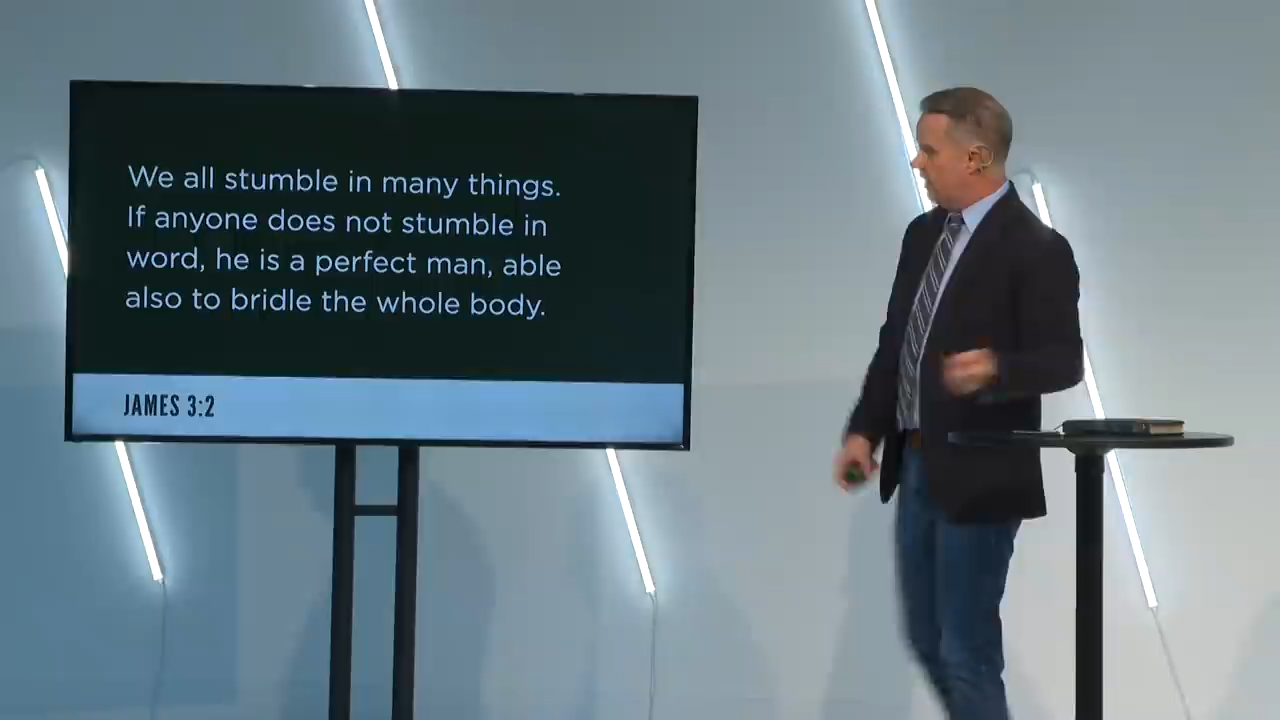 We all stumble in many things.
If anyone does not stumble in
word, he is a perfect man, able
also to bridle the whole body.
JAMES 3:2